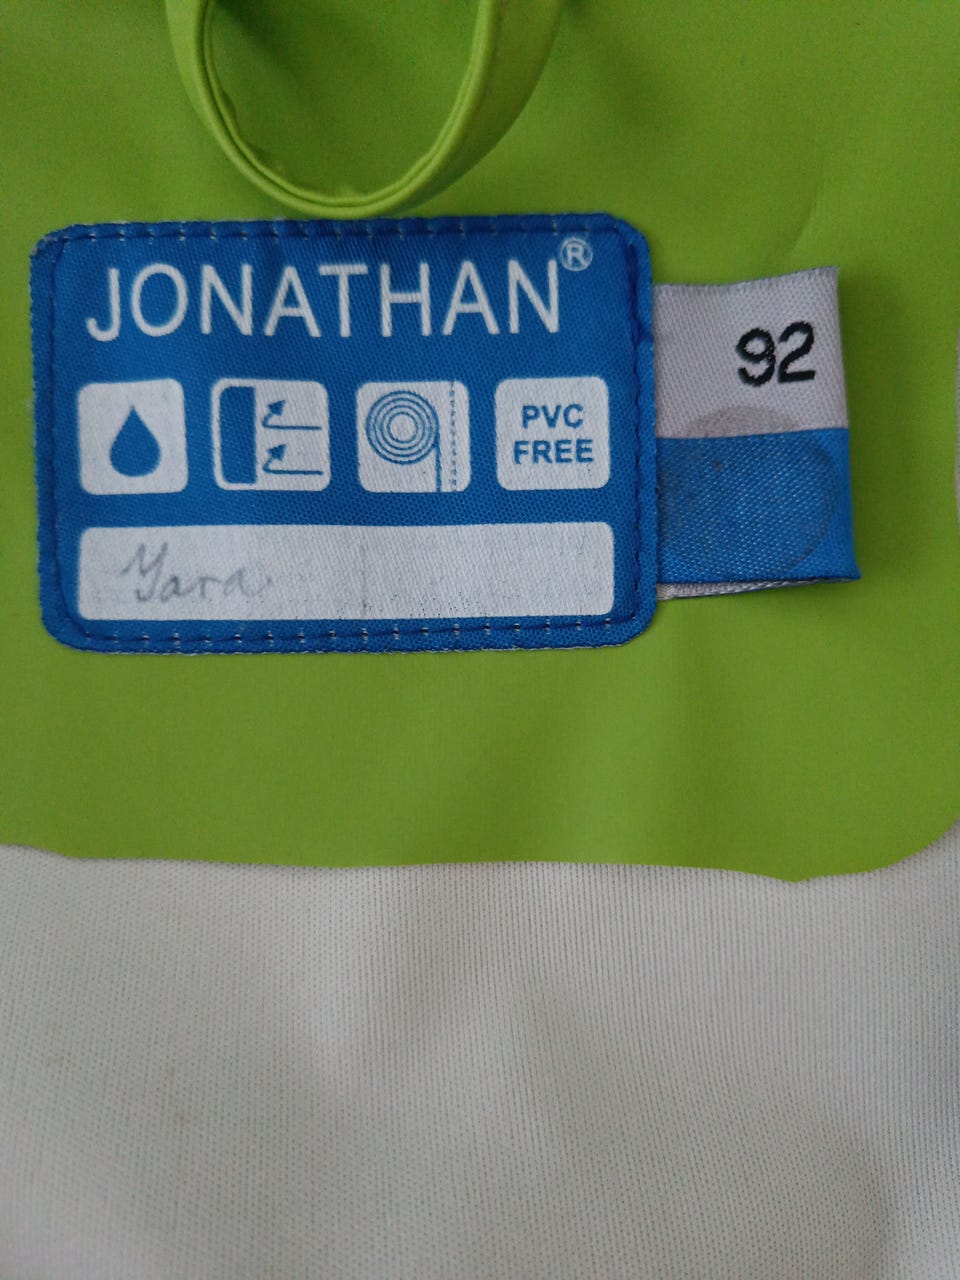 JONATHAN®
92
PVC
FREE
Yara